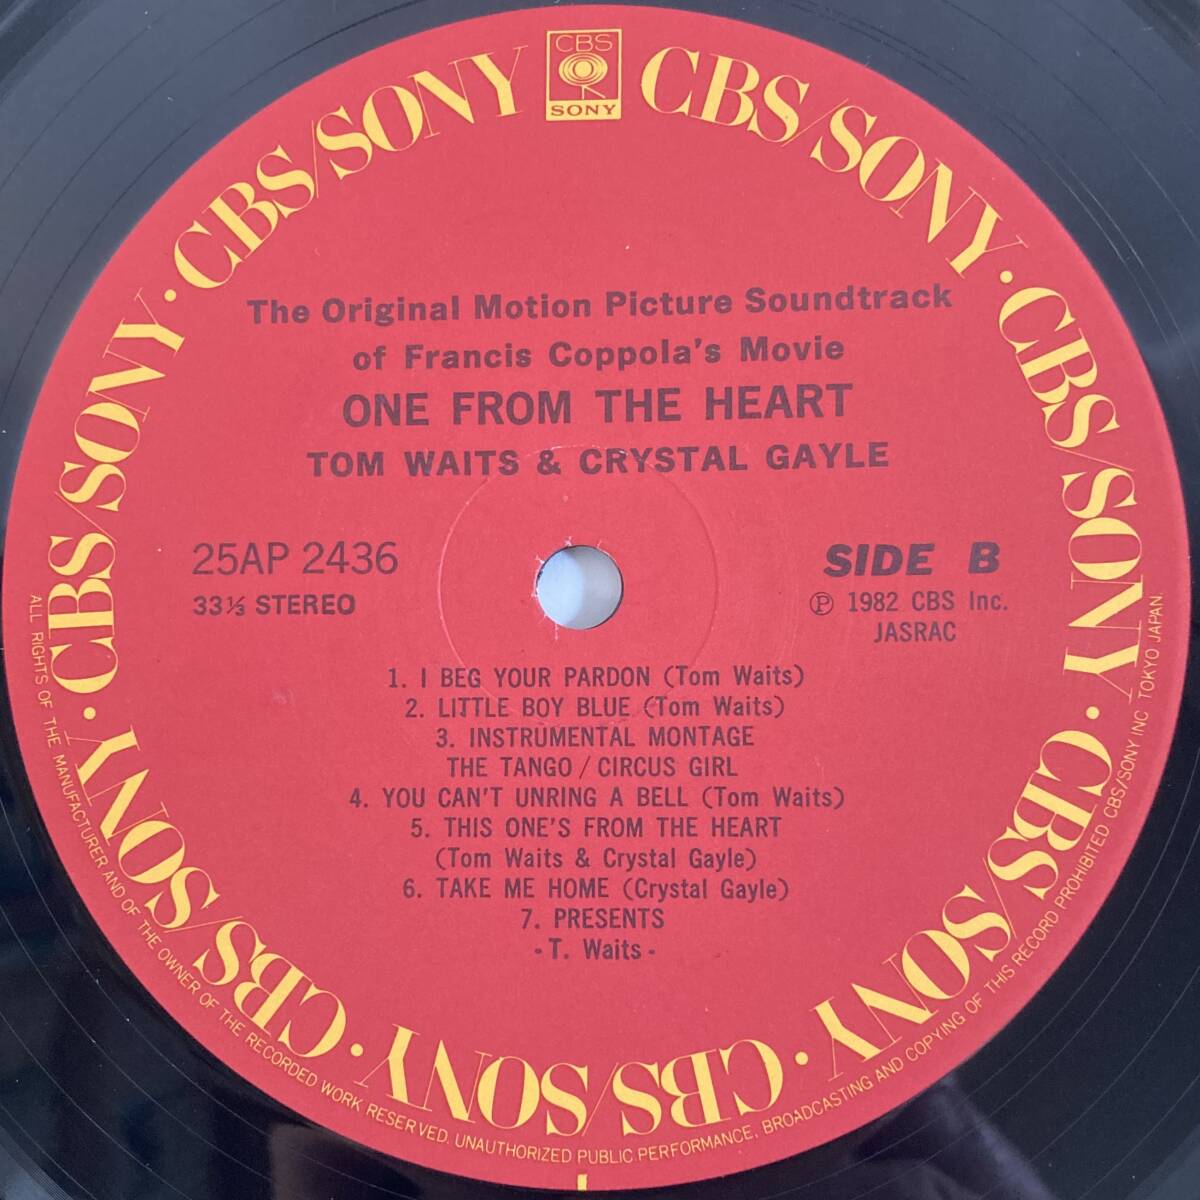 CBS
SONY
CBS/SONY · CBS/SONY · CBS/SONY · CBS/SONY · CBS/SONY · CBS/SONY · CBS/SONY · CBS/SONY · CBS/SONY
The Original Motion Picture Soundtrack
of Francis Coppola's Movie
ONE FROM THE HEART
TOM WAITS & CRYSTAL GAYLE
25AP 2436
33⅓ STEREO
SIDE B
℗ 1982 CBS Inc.
JASRAC
1. I BEG YOUR PARDON (Tom Waits)
2. LITTLE BOY BLUE (Tom Waits)
3. INSTRUMENTAL MONTAGE
THE TANGO / CIRCUS GIRL
4. YOU CAN'T UNRING A BELL (Tom Waits)
5. THIS ONE'S FROM THE HEART
(Tom Waits & Crystal Gayle)
6. TAKE ME HOME (Crystal Gayle)
7. PRESENTS
- T. Waits -
ALL RIGHTS OF THE MANUFACTURER AND OF THE OWNER OF THE RECORDED WORK RESERVED. UNAUTHORIZED PUBLIC PERFORMANCE, BROADCASTING AND COPYING OF THIS RECORD PROHIBITED CBS/SONY INC TOKYO JAPAN.